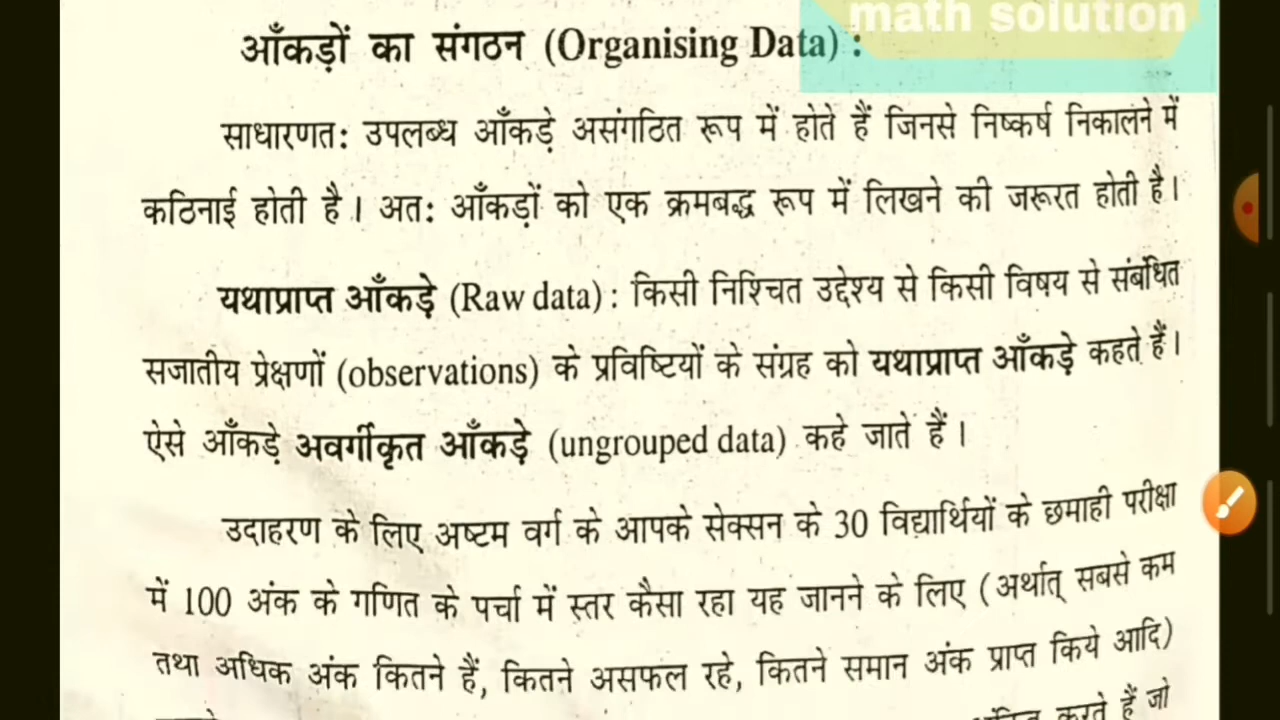 math solution
आँकड़ों का संगठन (Organising Data) :
साधारणत: उपलब्ध आँकड़े असंगठित रूप में होते हैं जिनसे निष्कर्ष निकालने में
कठिनाई होती है। अत: आँकड़ों को एक क्रमबद्ध रूप में लिखने की जरूरत होती है।
यथाप्राप्त आँकड़े (Raw data) : किसी निश्चित उद्देश्य से किसी विषय से संबंधित
सजातीय प्रेक्षणों (observations) के प्रविष्टियों के संग्रह को यथाप्राप्त आँकड़े कहते हैं।
ऐसे आँकड़े अवर्गीकृत आँकड़े (ungrouped data) कहे जाते हैं।
उदाहरण के लिए अष्टम वर्ग के आपके सेक्सन के 30 विद्यार्थियों के छमाही परीक्षा
में 100 अंक के गणित के पर्चा में स्तर कैसा रहा यह जानने के लिए (अर्थात् सबसे कम
तथा अधिक अंक कितने हैं, कितने असफल रहे, कितने समान अंक प्राप्त किये आदि)
करते हैं जो